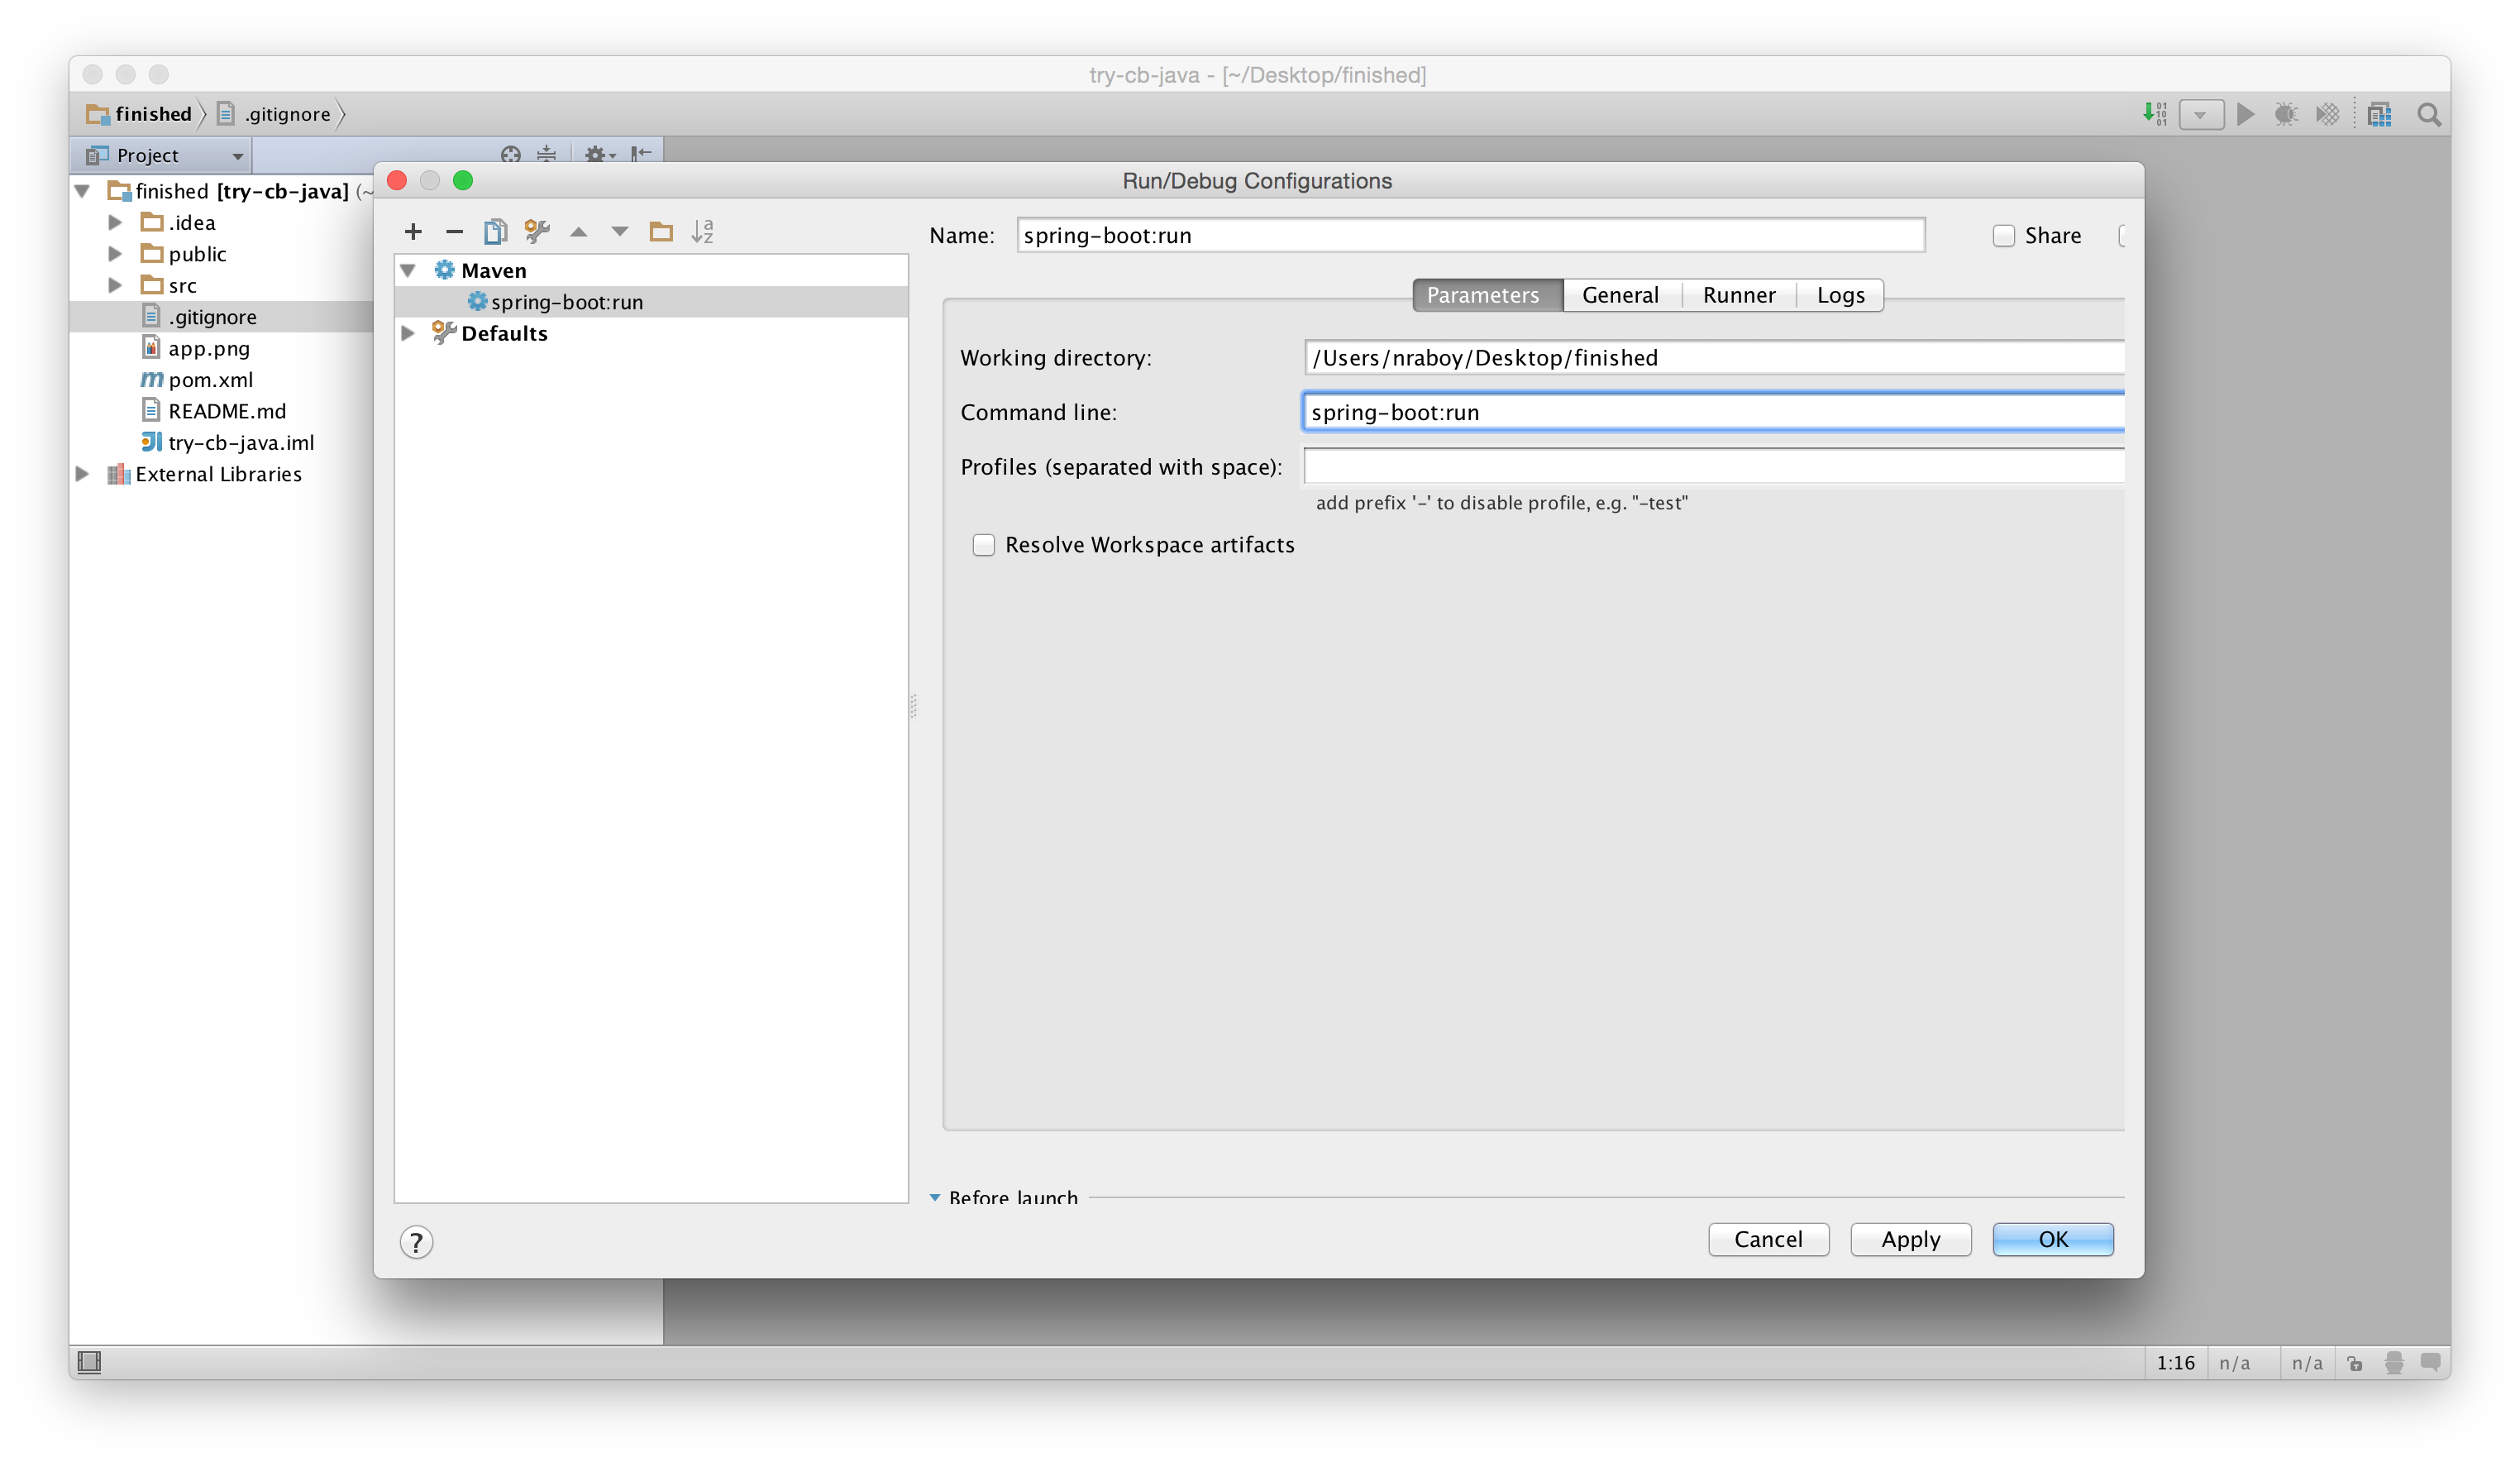 try-cb-java - [~/Desktop/finished]
finished
.gitignore
Project
finished [try-cb-java] (~
.idea
public
src
.gitignore
app.png
pom.xml
README.md
try-cb-java.iml
External Libraries
Run/Debug Configurations
Maven
spring-boot:run
Defaults
Name: spring-boot:run
Share
Parameters General Runner Logs
Working directory: /Users/nraboy/Desktop/finished
Command line: spring-boot:run
Profiles (separated with space):
add prefix '-' to disable profile, e.g. "-test"
Resolve Workspace artifacts
Before launch
? Cancel Apply OK
1:16 n/a n/a